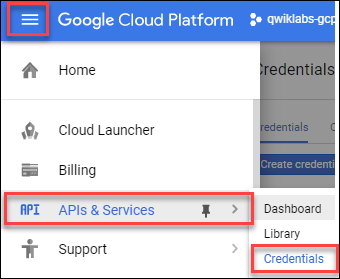 Google Cloud Platform
qwiklabs-gcp
Home
Credentials
Cloud Launcher
redentials
Billing
Create credenti
API APIs & Services
Dashboard
Library
Support
Credentials